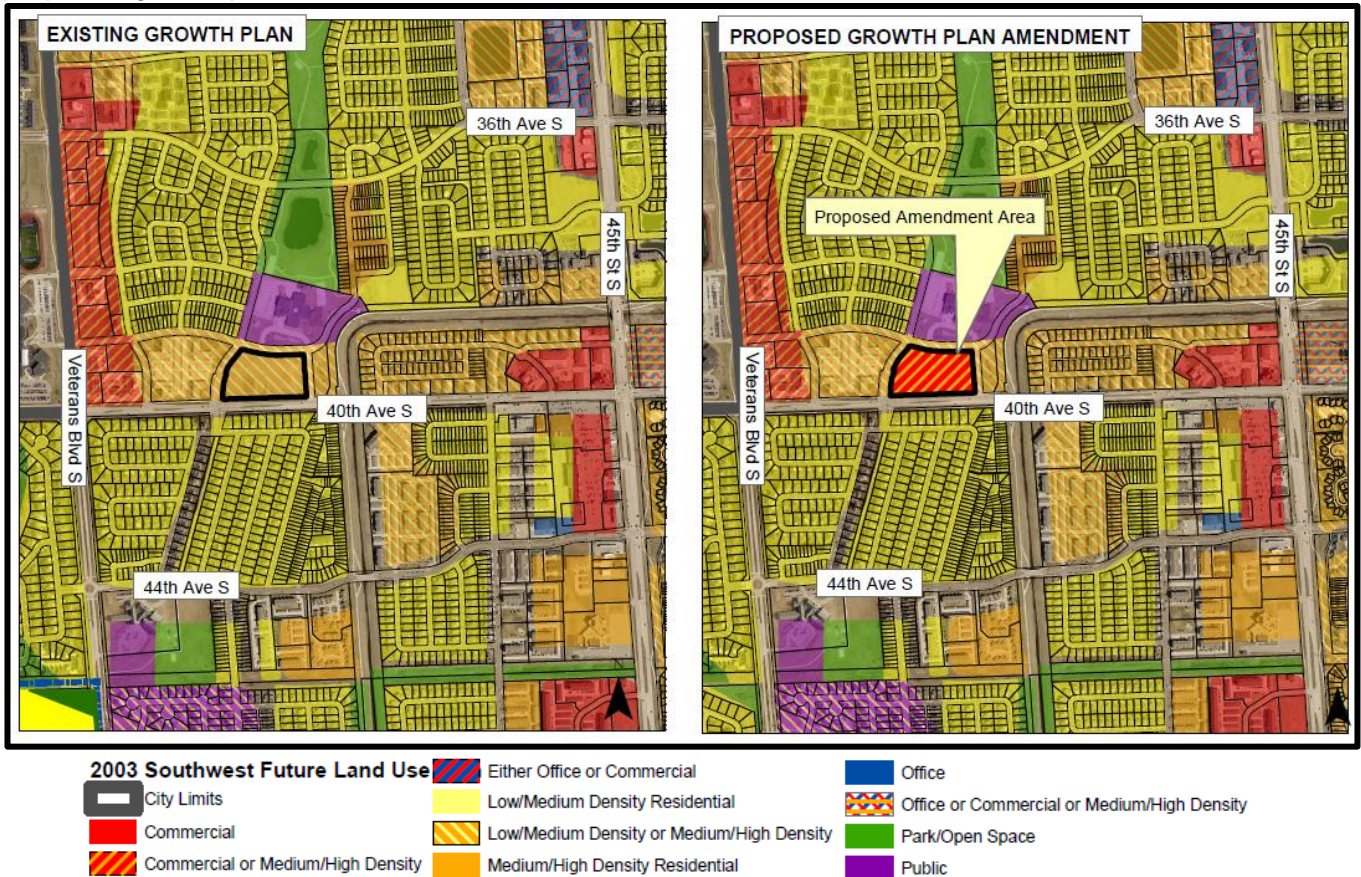 EXISTING GROWTH PLAN
36th Ave S
45th St S
Veterans Blvd S
40th Ave S
44th Ave S
PROPOSED GROWTH PLAN AMENDMENT
36th Ave S
Proposed Amendment Area
45th St S
Veterans Blvd S
40th Ave S
44th Ave S
2003 Southwest Future Land Use
City Limits
Commercial
Commercial or Medium/High Density
Either Office or Commercial
Low/Medium Density Residential
Low/Medium Density or Medium/High Density
Medium/High Density Residential
Office
Office or Commercial or Medium/High Density
Park/Open Space
Public